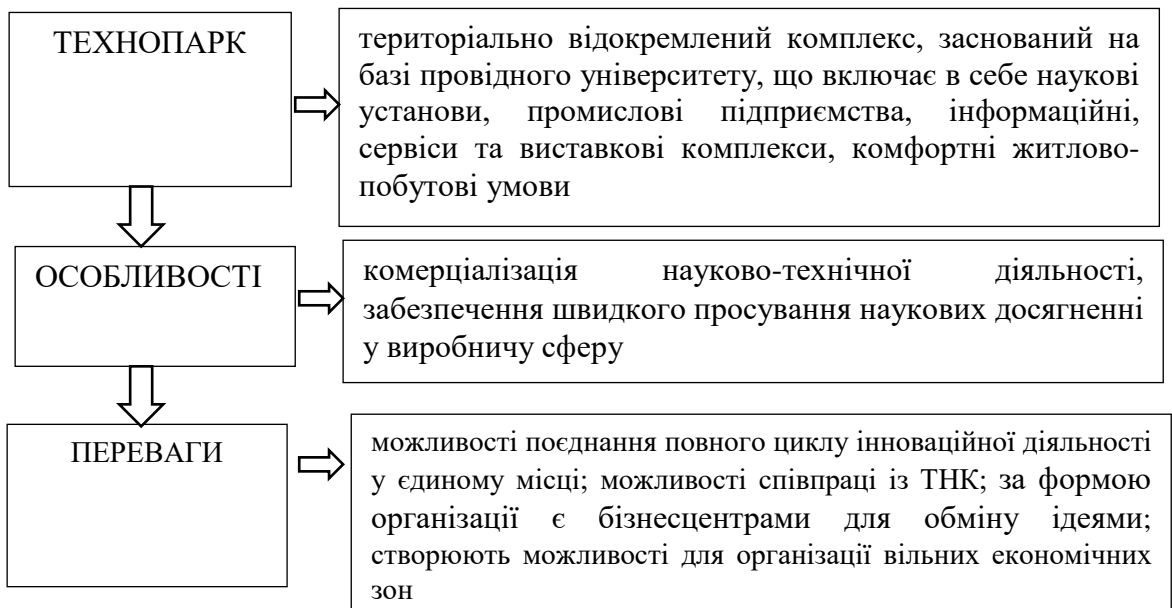 ТЕХНОПАРК
територіально відокремлений комплекс, заснований на
базі провідного університету, що включає в себе наукові
установи, промислові підприємства, інформаційні,
сервіси та виставкові комплекси, комфортні житлово-
побутові умови
ОСОБЛИВОСТІ
комерціалізація науково-технічної діяльності,
забезпечення швидкого просування наукових досягненні
у виробничу сферу
ПЕРЕВАГИ
можливості поєднання повного циклу інноваційної діяльності
у єдиному місці; можливості співпраці із ТНК; за формою
організації є бізнесцентрами для обміну ідеями;
створюють можливості для організації вільних економічних
зон